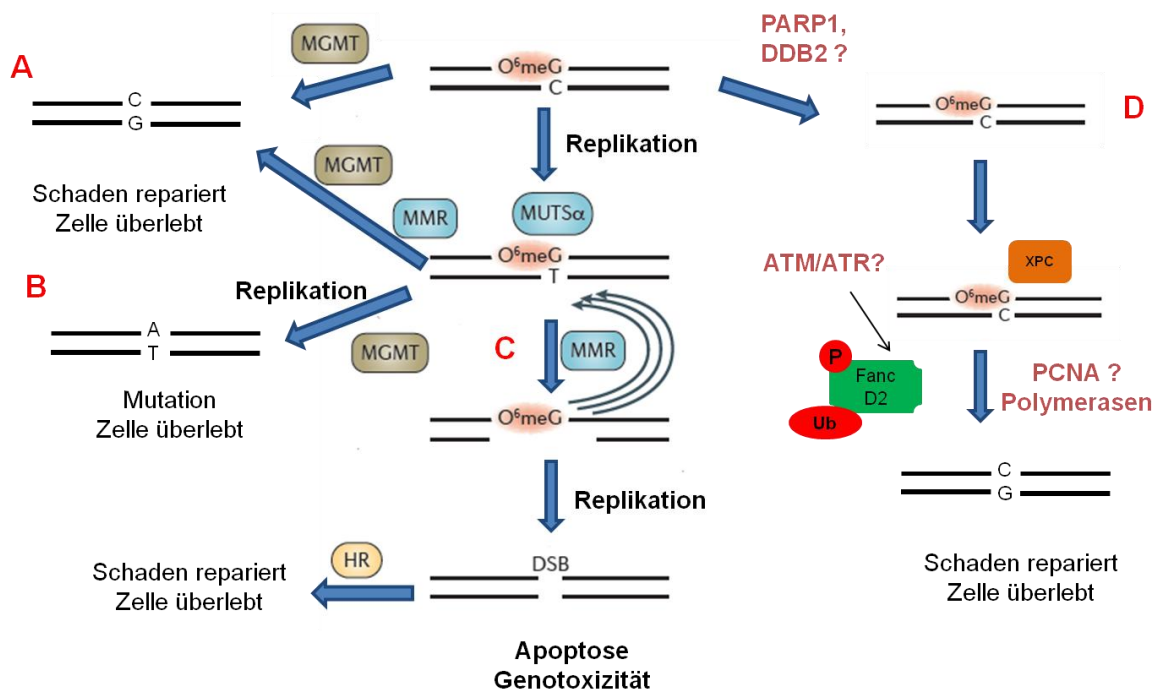 MGMT
PARP1,
DDB2 ?
A
O⁶meG
C
C
G
Replikation
O⁶meG
C
D
MGMT
Schaden repariert
Zelle überlebt
MMR
MUTSα
O⁶meG
T
ATM/ATR?
XPC
O⁶meG
C
B
Replikation
A
T
MGMT
C
MMR
P
Fanc
D2
Ub
PCNA ?
Polymerasen
Mutation
Zelle überlebt
O⁶meG
C
G
Replikation
HR
DSB
Schaden repariert
Zelle überlebt
Schaden repariert
Zelle überlebt
Apoptose
Genotoxizität